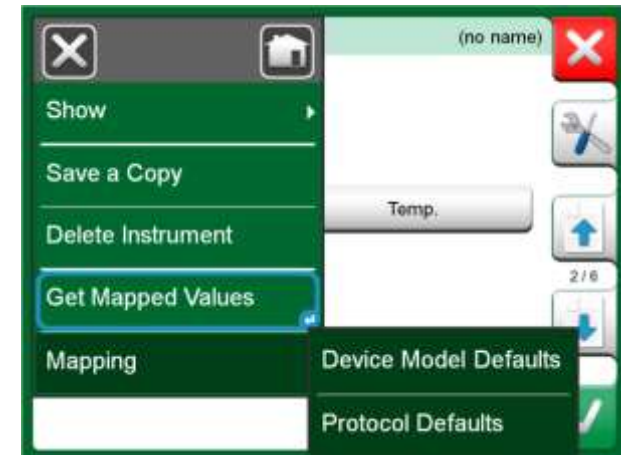 (no name)
Show
Save a Copy
Temp.
Delete Instrument
2/6
Get Mapped Values
Mapping
Device Model Defaults
Protocol Defaults